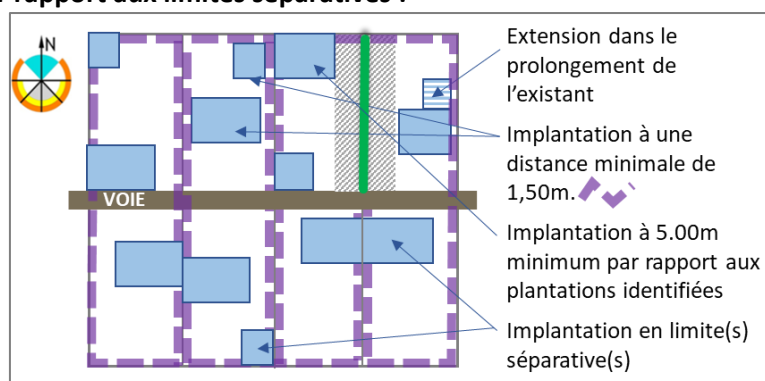 rapport aux limites séparatives :
N
VOIE
Extension dans le
prolongement de
l'existant
Implantation à une
distance minimale de
1,50m.
Implantation à 5.00m
minimum par rapport aux
plantations identifiées
Implantation en limite(s)
séparative(s)